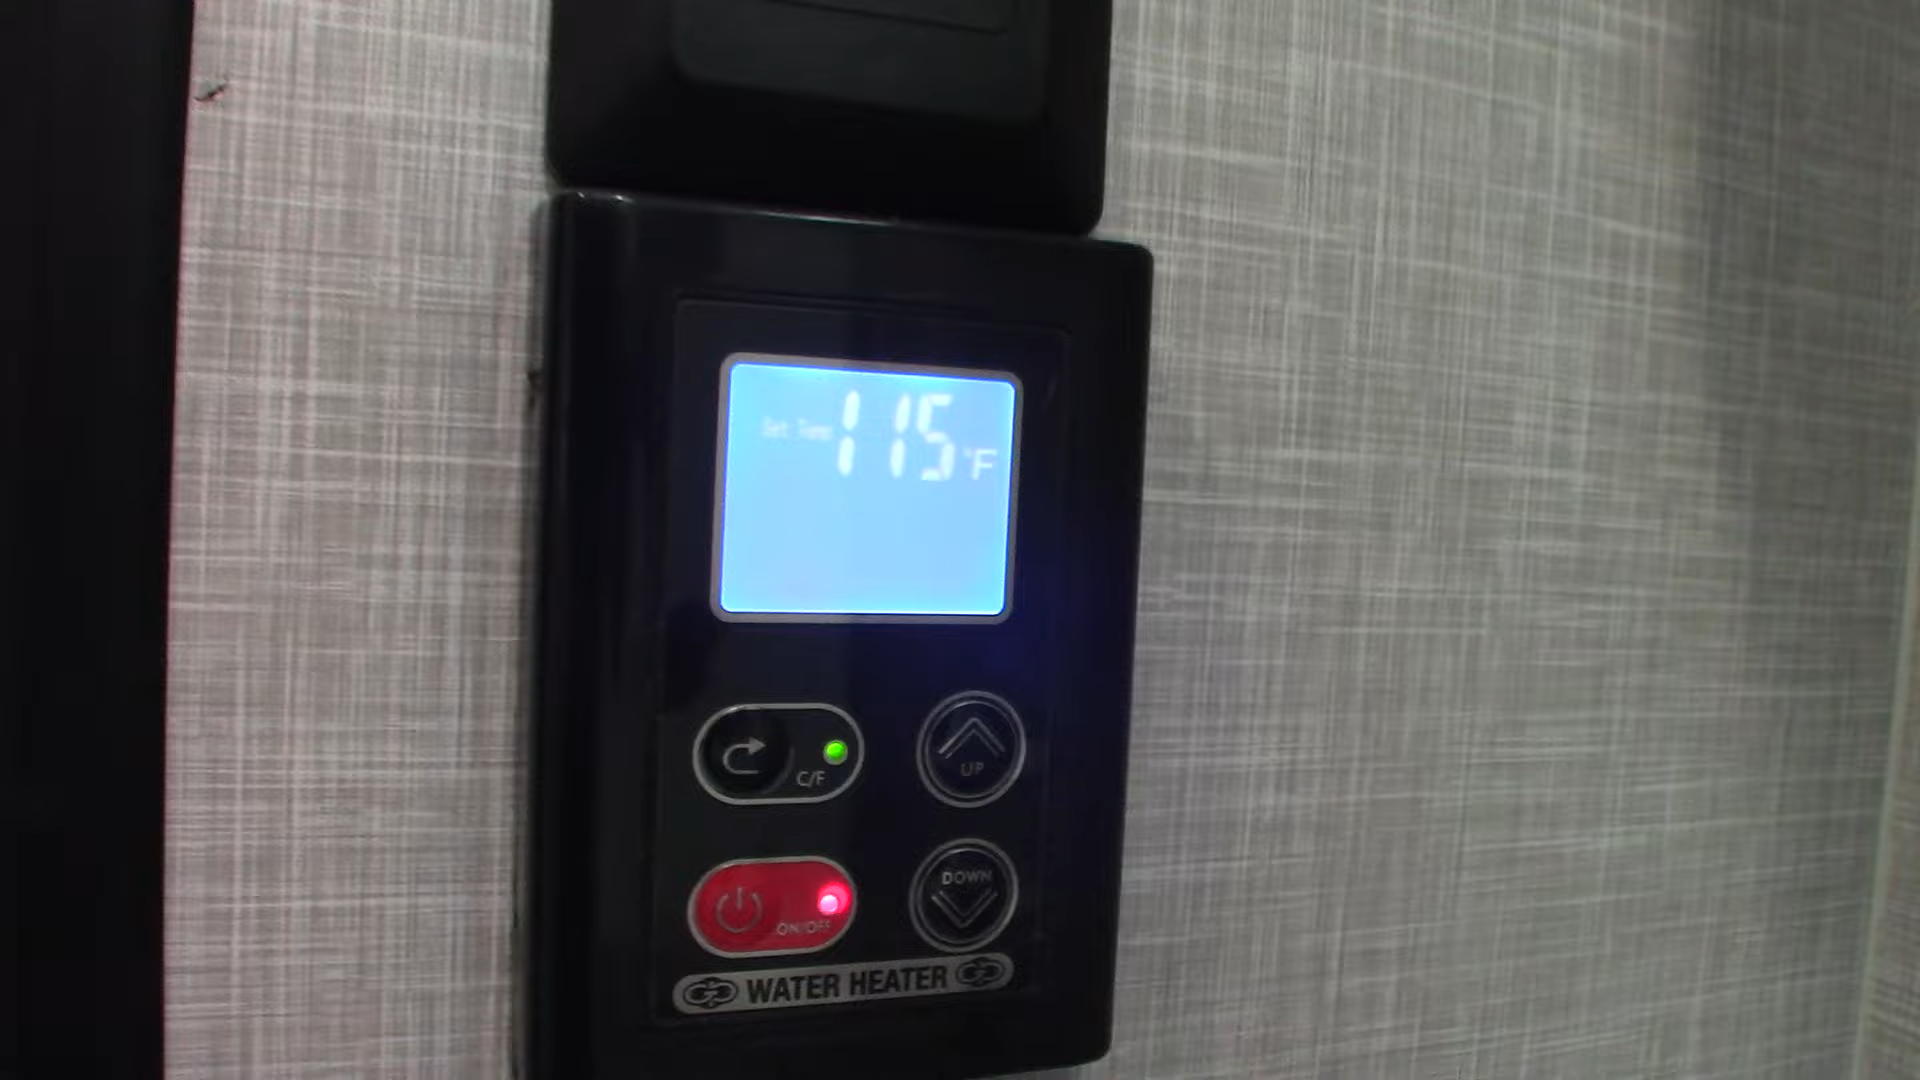 Set Temp 115 °F
C/F
UP
ON/OFF
DOWN
WATER HEATER